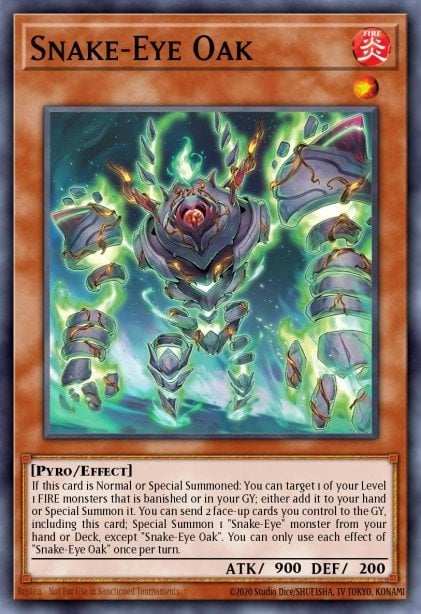 SNAKE-EYE OAK
FIRE
炎
[PYRO/EFFECT]
If this card is Normal or Special Summoned: You can target 1 of your Level
1 FIRE monsters that is banished or in your GY; either add it to your hand
or Special Summon it. You can send 2 face-up cards you control to the GY,
including this card; Special Summon 1 "Snake-Eye" monster from
your hand or Deck, except "Snake-Eye Oak". You can only use each effect of
"Snake-Eye Oak" once per turn.
ATK/ 900 DEF/ 200
Replica - Not For Use in Sanctioned Tournaments ©2020 Studio Dice/SHUEISHA, TV TOKYO, KONAMI